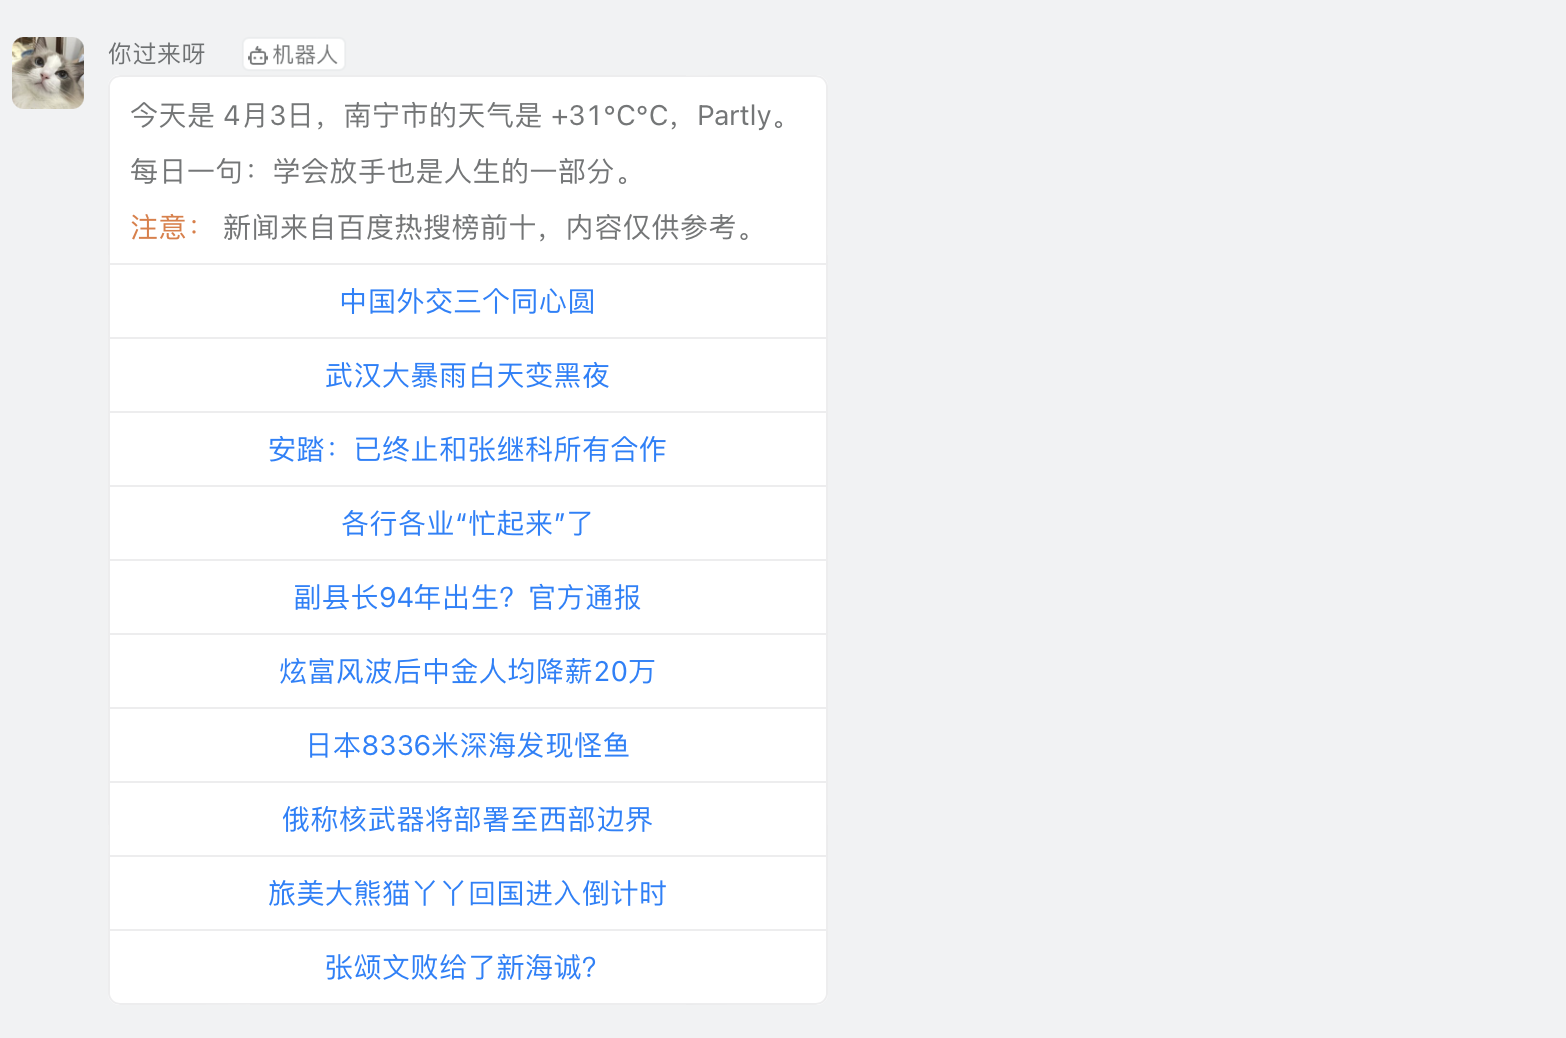 你过来呀 机器人
今天是 4月3日，南宁市的天气是 +31°C°C，Partly。
每日一句：学会放手也是人生的一部分。
注意： 新闻来自百度热搜榜前十，内容仅供参考。
中国外交三个同心圆
武汉大暴雨白天变黑夜
安踏：已终止和张继科所有合作
各行各业“忙起来”了
副县长94年出生？官方通报
炫富风波后中金人均降薪20万
日本8336米深海发现怪鱼
俄称核武器将部署至西部边界
旅美大熊猫丫丫回国进入倒计时
张颂文败给了新海诚?